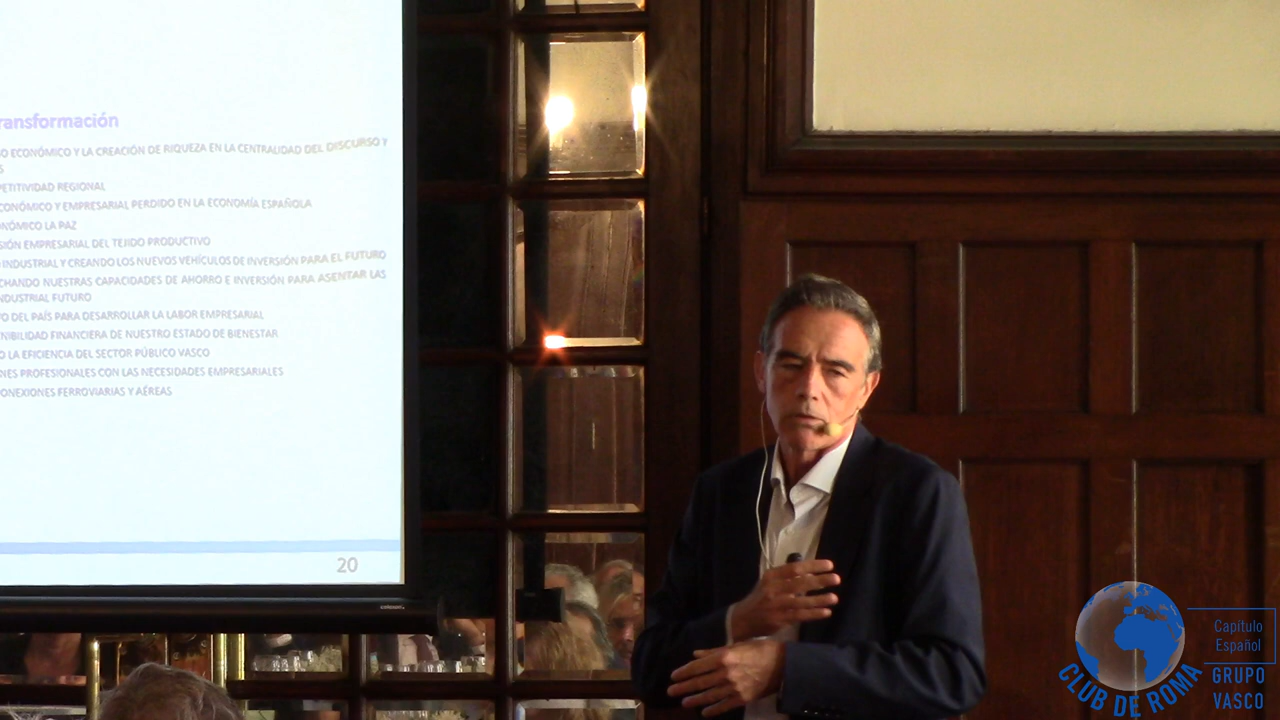 ransformación
O ECONÓMICO Y LA CREACIÓN DE RIQUEZA EN LA CENTRALIDAD DEL DISCURSO Y
S
PETITIVIDAD REGIONAL
CONÓMICO Y EMPRESARIAL PERDIDO EN LA ECONOMÍA ESPAÑOLA
ONÓMICO LA PAZ
SIÓN EMPRESARIAL DEL TEJIDO PRODUCTIVO
INDUSTRIAL Y CREANDO LOS NUEVOS VEHÍCULOS DE INVERSIÓN PARA EL FUTURO
CHANDO NUESTRAS CAPACIDADES DE AHORRO E INVERSIÓN PARA ASENTAR LAS
NDUSTRIAL FUTURO
VO DEL PAÍS PARA DESARROLLAR LA LABOR EMPRESARIAL
NIBILIDAD FINANCIERA DE NUESTRO ESTADO DE BIENESTAR
O LA EFICIENCIA DEL SECTOR PÚBLICO VASCO
NES PROFESIONALES CON LAS NECESIDADES EMPRESARIALES
ONEXIONES FERROVIARIAS Y AÉREAS
20
Capítulo
Español
CLUB DE ROMA
GRUPO
VASCO